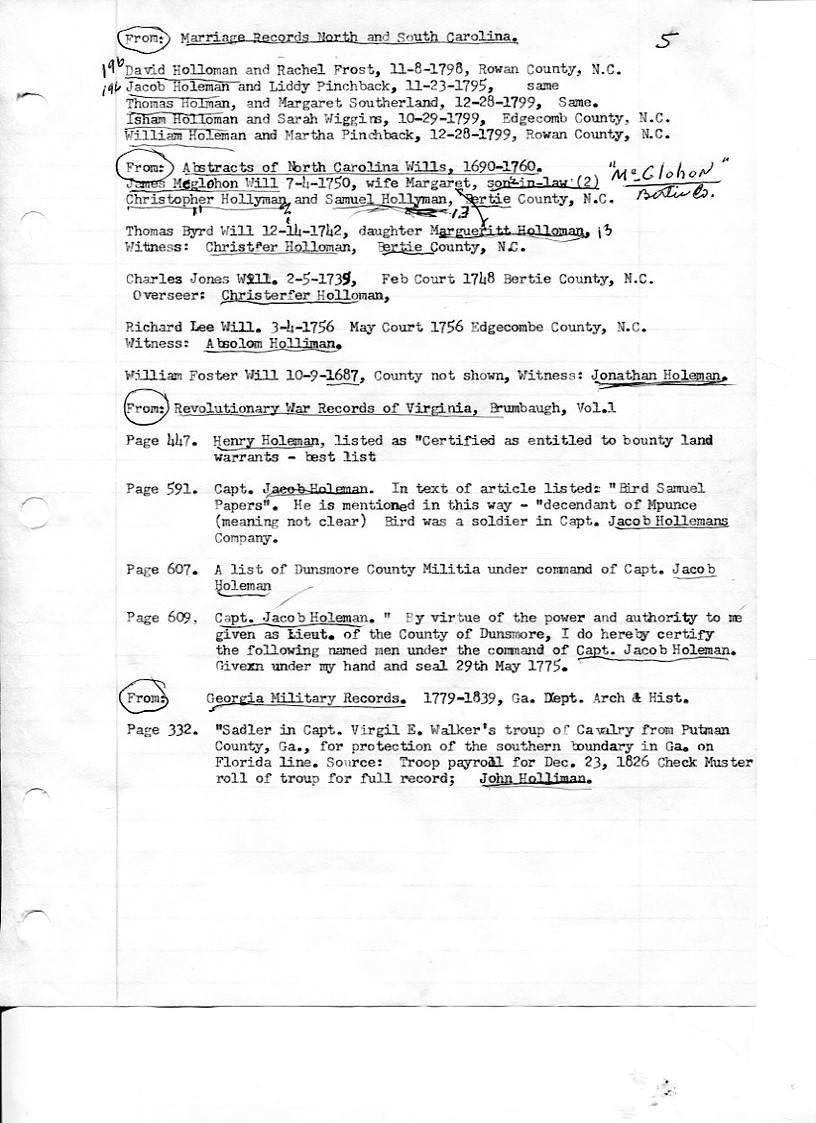 From: Marriage Records North and South Carolina. 5
196 David Holloman and Rachel Frost, 11-8-1798, Rowan County, N.C.
196 Jacob Holeman and Liddy Pinchback, 11-23-1795, same
Thomas Holman, and Margaret Southerland, 12-28-1799, Same.
Isham Holloman and Sarah Wiggins, 10-29-1799, Edgecomb County, N.C.
William Holeman and Martha Pinchback, 12-28-1799, Rowan County, N.C.
From: Abstracts of North Carolina Wills, 1690-1760. "McGlohon"
James Meglohon Will 7-4-1750, wife Margaret, son-in-law (2) Bertie Co.
Christopher Hollyman, and Samuel Hollyman, Bertie County, N.C.
11 13
Thomas Byrd Will 12-14-1742, daughter Margueritt Holloman, 13
Witness: Christfer Holloman, Bertie County, N.C.
Charles Jones Will. 2-5-1739, Feb Court 1748 Bertie County, N.C.
Overseer: Christerfer Holloman,
Richard Lee Will. 3-4-1756 May Court 1756 Edgecombe County, N.C.
Witness: Absolom Holliman.
William Foster Will 10-9-1687, County not shown, Witness: Jonathan Holeman.
From: Revolutionary War Records of Virginia, Brumbaugh, Vol.1
Page 447. Henry Holeman, listed as "Certified as entitled to bounty land
warrants - best list
Page 591. Capt. Jacob Holeman. In text of article listed: "Bird Samuel
Papers". He is mentioned in this way - "decendant of Mpunce
(meaning not clear) Bird was a soldier in Capt. Jacob Hollemans
Company.
Page 607. A list of Dunsmore County Militia under command of Capt. Jacob
Holeman
Page 609. Capt. Jacob Holeman. " By virtue of the power and authority to me
given as Lieut. of the County of Dunsmore, I do hereby certify
the following named men under the command of Capt. Jacob Holeman.
Givexn under my hand and seal 29th May 1775.
From: Georgia Military Records. 1779-1839, Ga. Dept. Arch & Hist.
Page 332. "Sadler in Capt. Virgil E. Walker's troup of Cavalry from Putman
County, Ga., for protection of the southern boundary in Ga. on
Florida line. Source: Troop payroll for Dec. 23, 1826 Check Muster
roll of troup for full record; John Holliman.